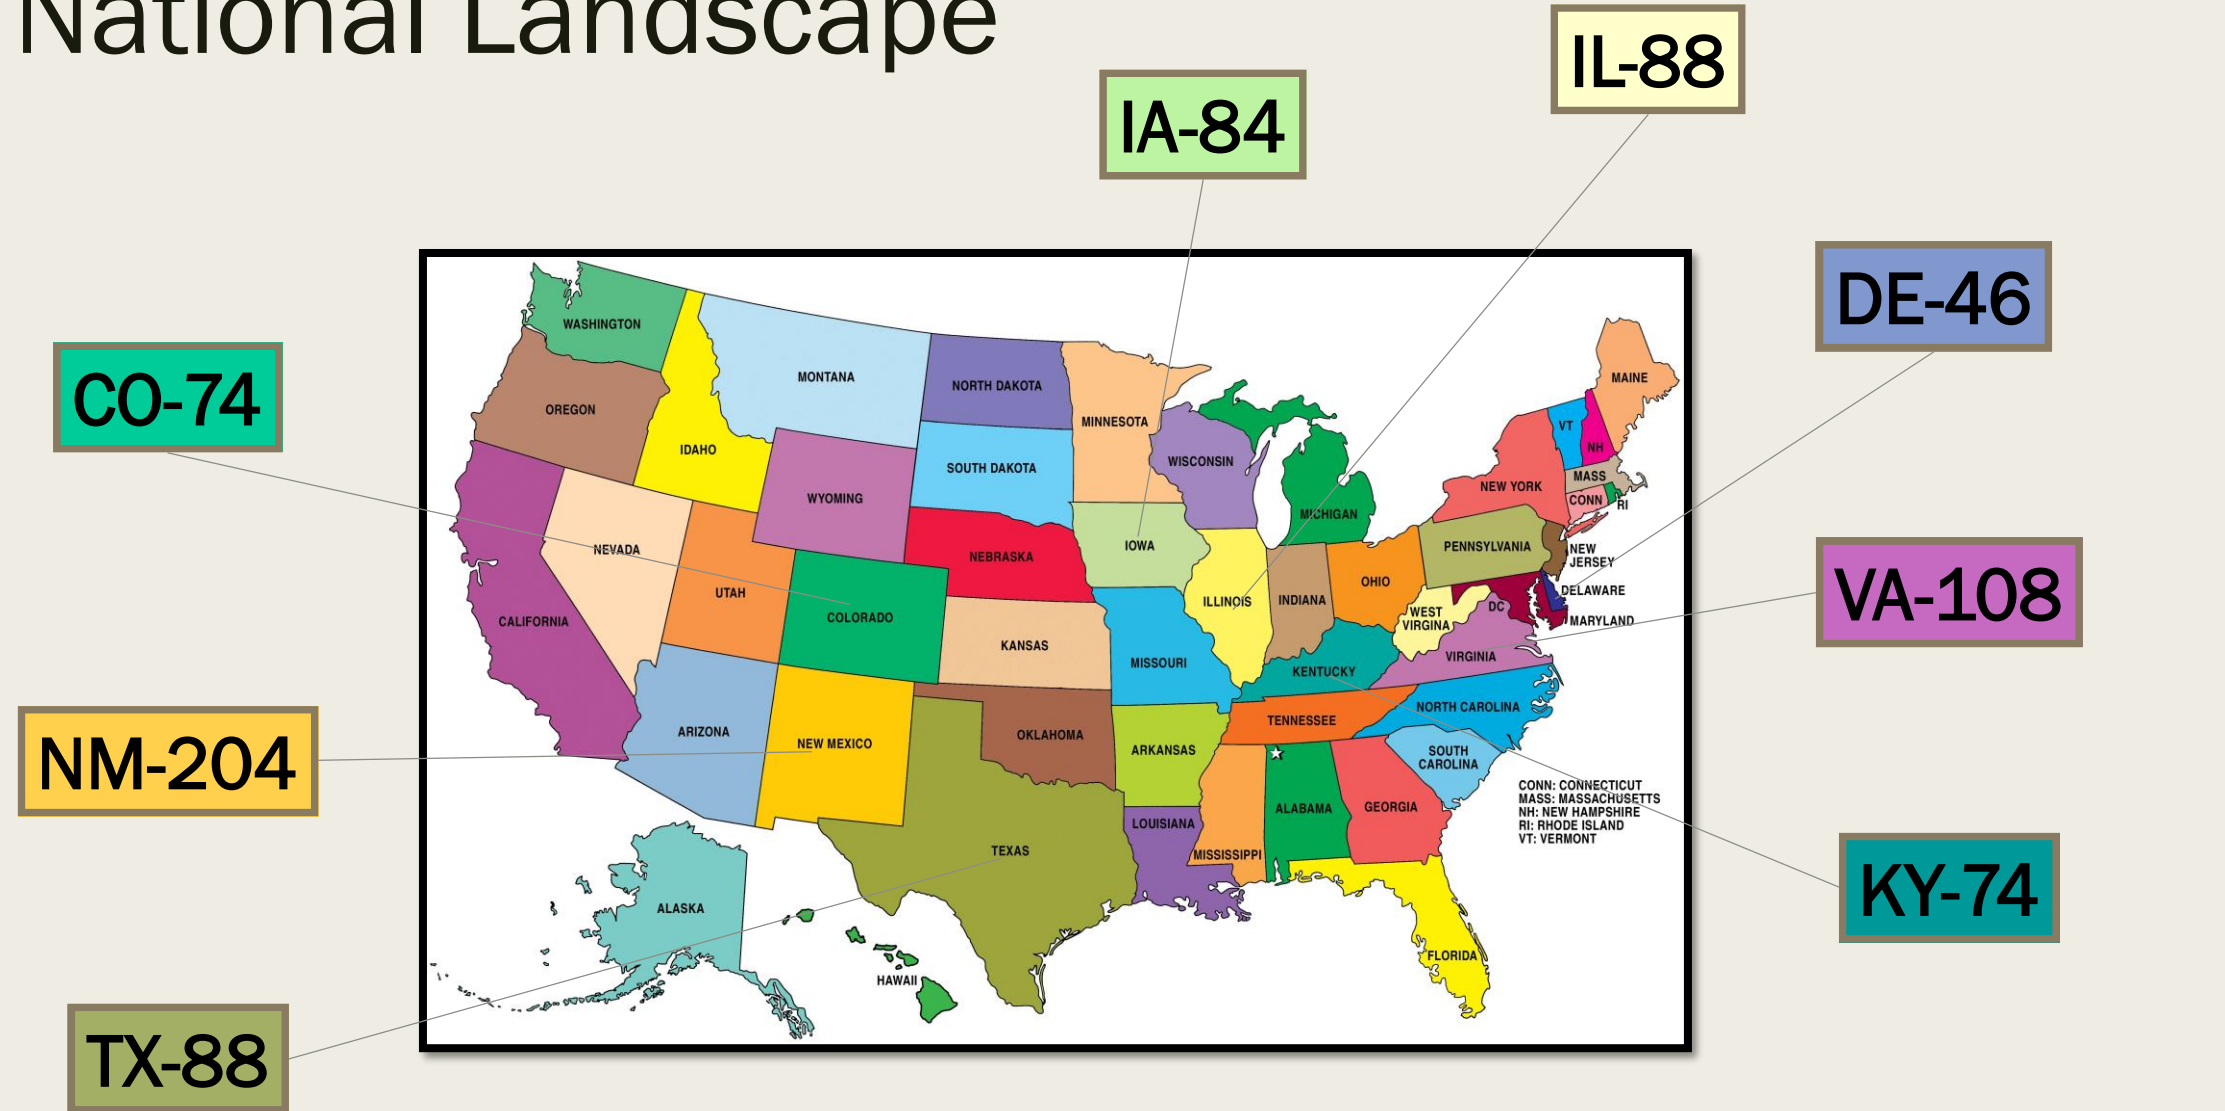 National Landscape
IL-88
IA-84
DE-46
CO-74
VA-108
NM-204
KY-74
TX-88
WASHINGTON
OREGON
IDAHO
MONTANA
NORTH DAKOTA
MINNESOTA
SOUTH DAKOTA
WISCONSIN
WYOMING
MICHIGAN
MAINE
VT
NH
MASS
NEW YORK
CONN
RI
NEVADA
UTAH
COLORADO
CALIFORNIA
NEBRASKA
IOWA
ILLINOIS
INDIANA
OHIO
PENNSYLVANIA
NEW
JERSEY
DELAWARE
MARYLAND
DC
WEST
VIRGINA
VIRGINIA
KANSAS
MISSOURI
KENTUCKY
ARIZONA
NEW MEXICO
OKLAHOMA
ARKANSAS
TENNESSEE
NORTH CAROLINA
SOUTH
CAROLINA
TEXAS
LOUISIANA
MISSISSIPPI
ALABAMA
GEORGIA
FLORIDA
ALASKA
HAWAII
CONN: CONNECTICUT
MASS: MASSACHUSETTS
NH: NEW HAMPSHIRE
RI: RHODE ISLAND
VT: VERMONT